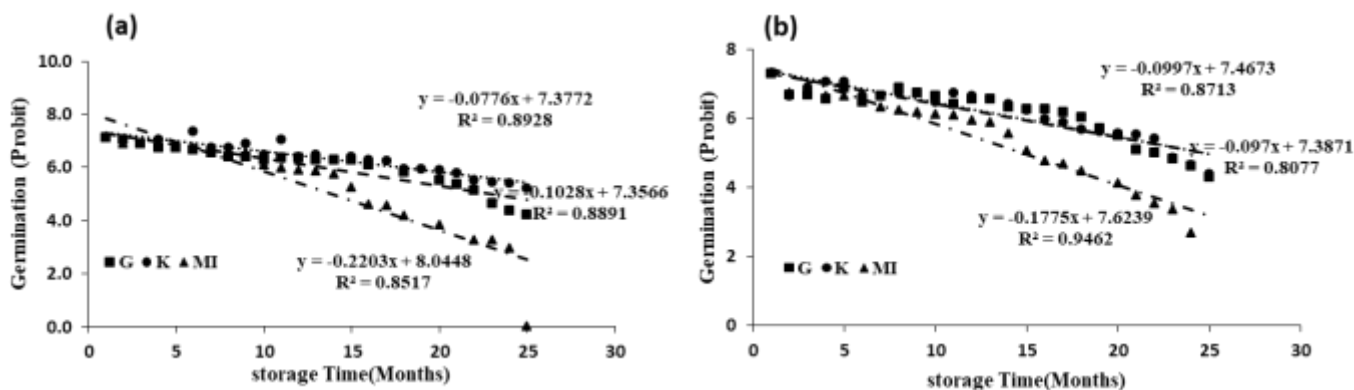 (a)
10.0
8.0
6.0
4.0
2.0
0.0
Germination (Probit)
y = -0.0776x + 7.3772
R² = 0.8928
y = -0.1028x + 7.3566
R² = 0.8891
y = -0.2203x + 8.0448
R² = 0.8517
G K MI
0 5 10 15 20 25 30
storage Time(Months)
(b)
8
6
4
2
0
Germination (Probit)
y = -0.0997x + 7.4673
R² = 0.8713
y = -0.097x + 7.3871
R² = 0.8077
y = -0.1775x + 7.6239
R² = 0.9462
G K MI
0 5 10 15 20 25 30
storage Time(Months)